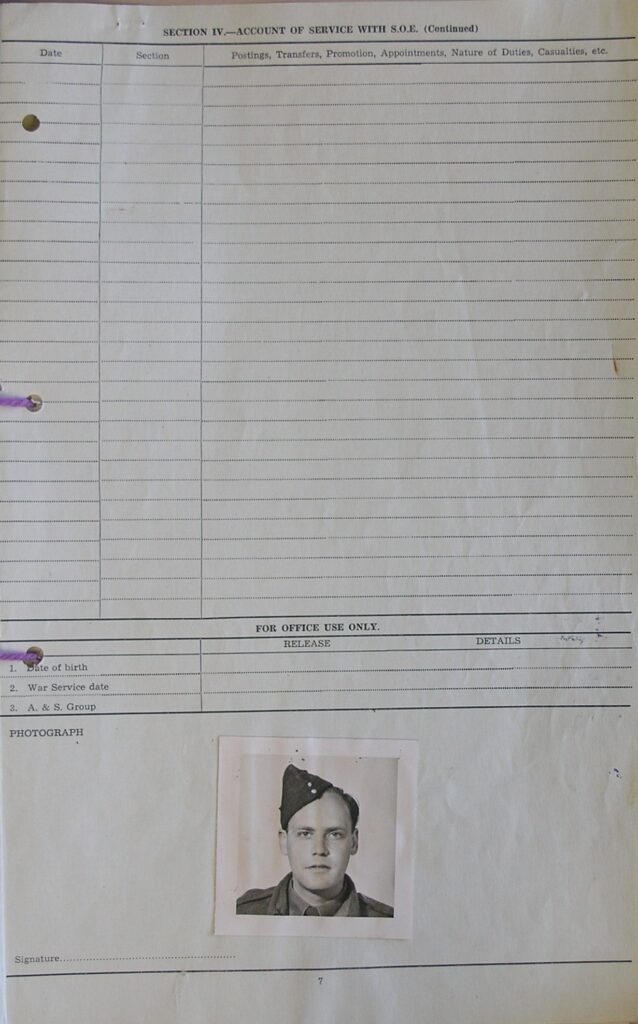 SECTION IV.—ACCOUNT OF SERVICE WITH S.O.E. (Continued)
Date Section Postings, Transfers, Promotion, Appointments, Nature of Duties, Casualties, etc.
FOR OFFICE USE ONLY.
RELEASE DETAILS
1. Date of birth
2. War Service date
3. A. & S. Group
PHOTOGRAPH
Signature
7